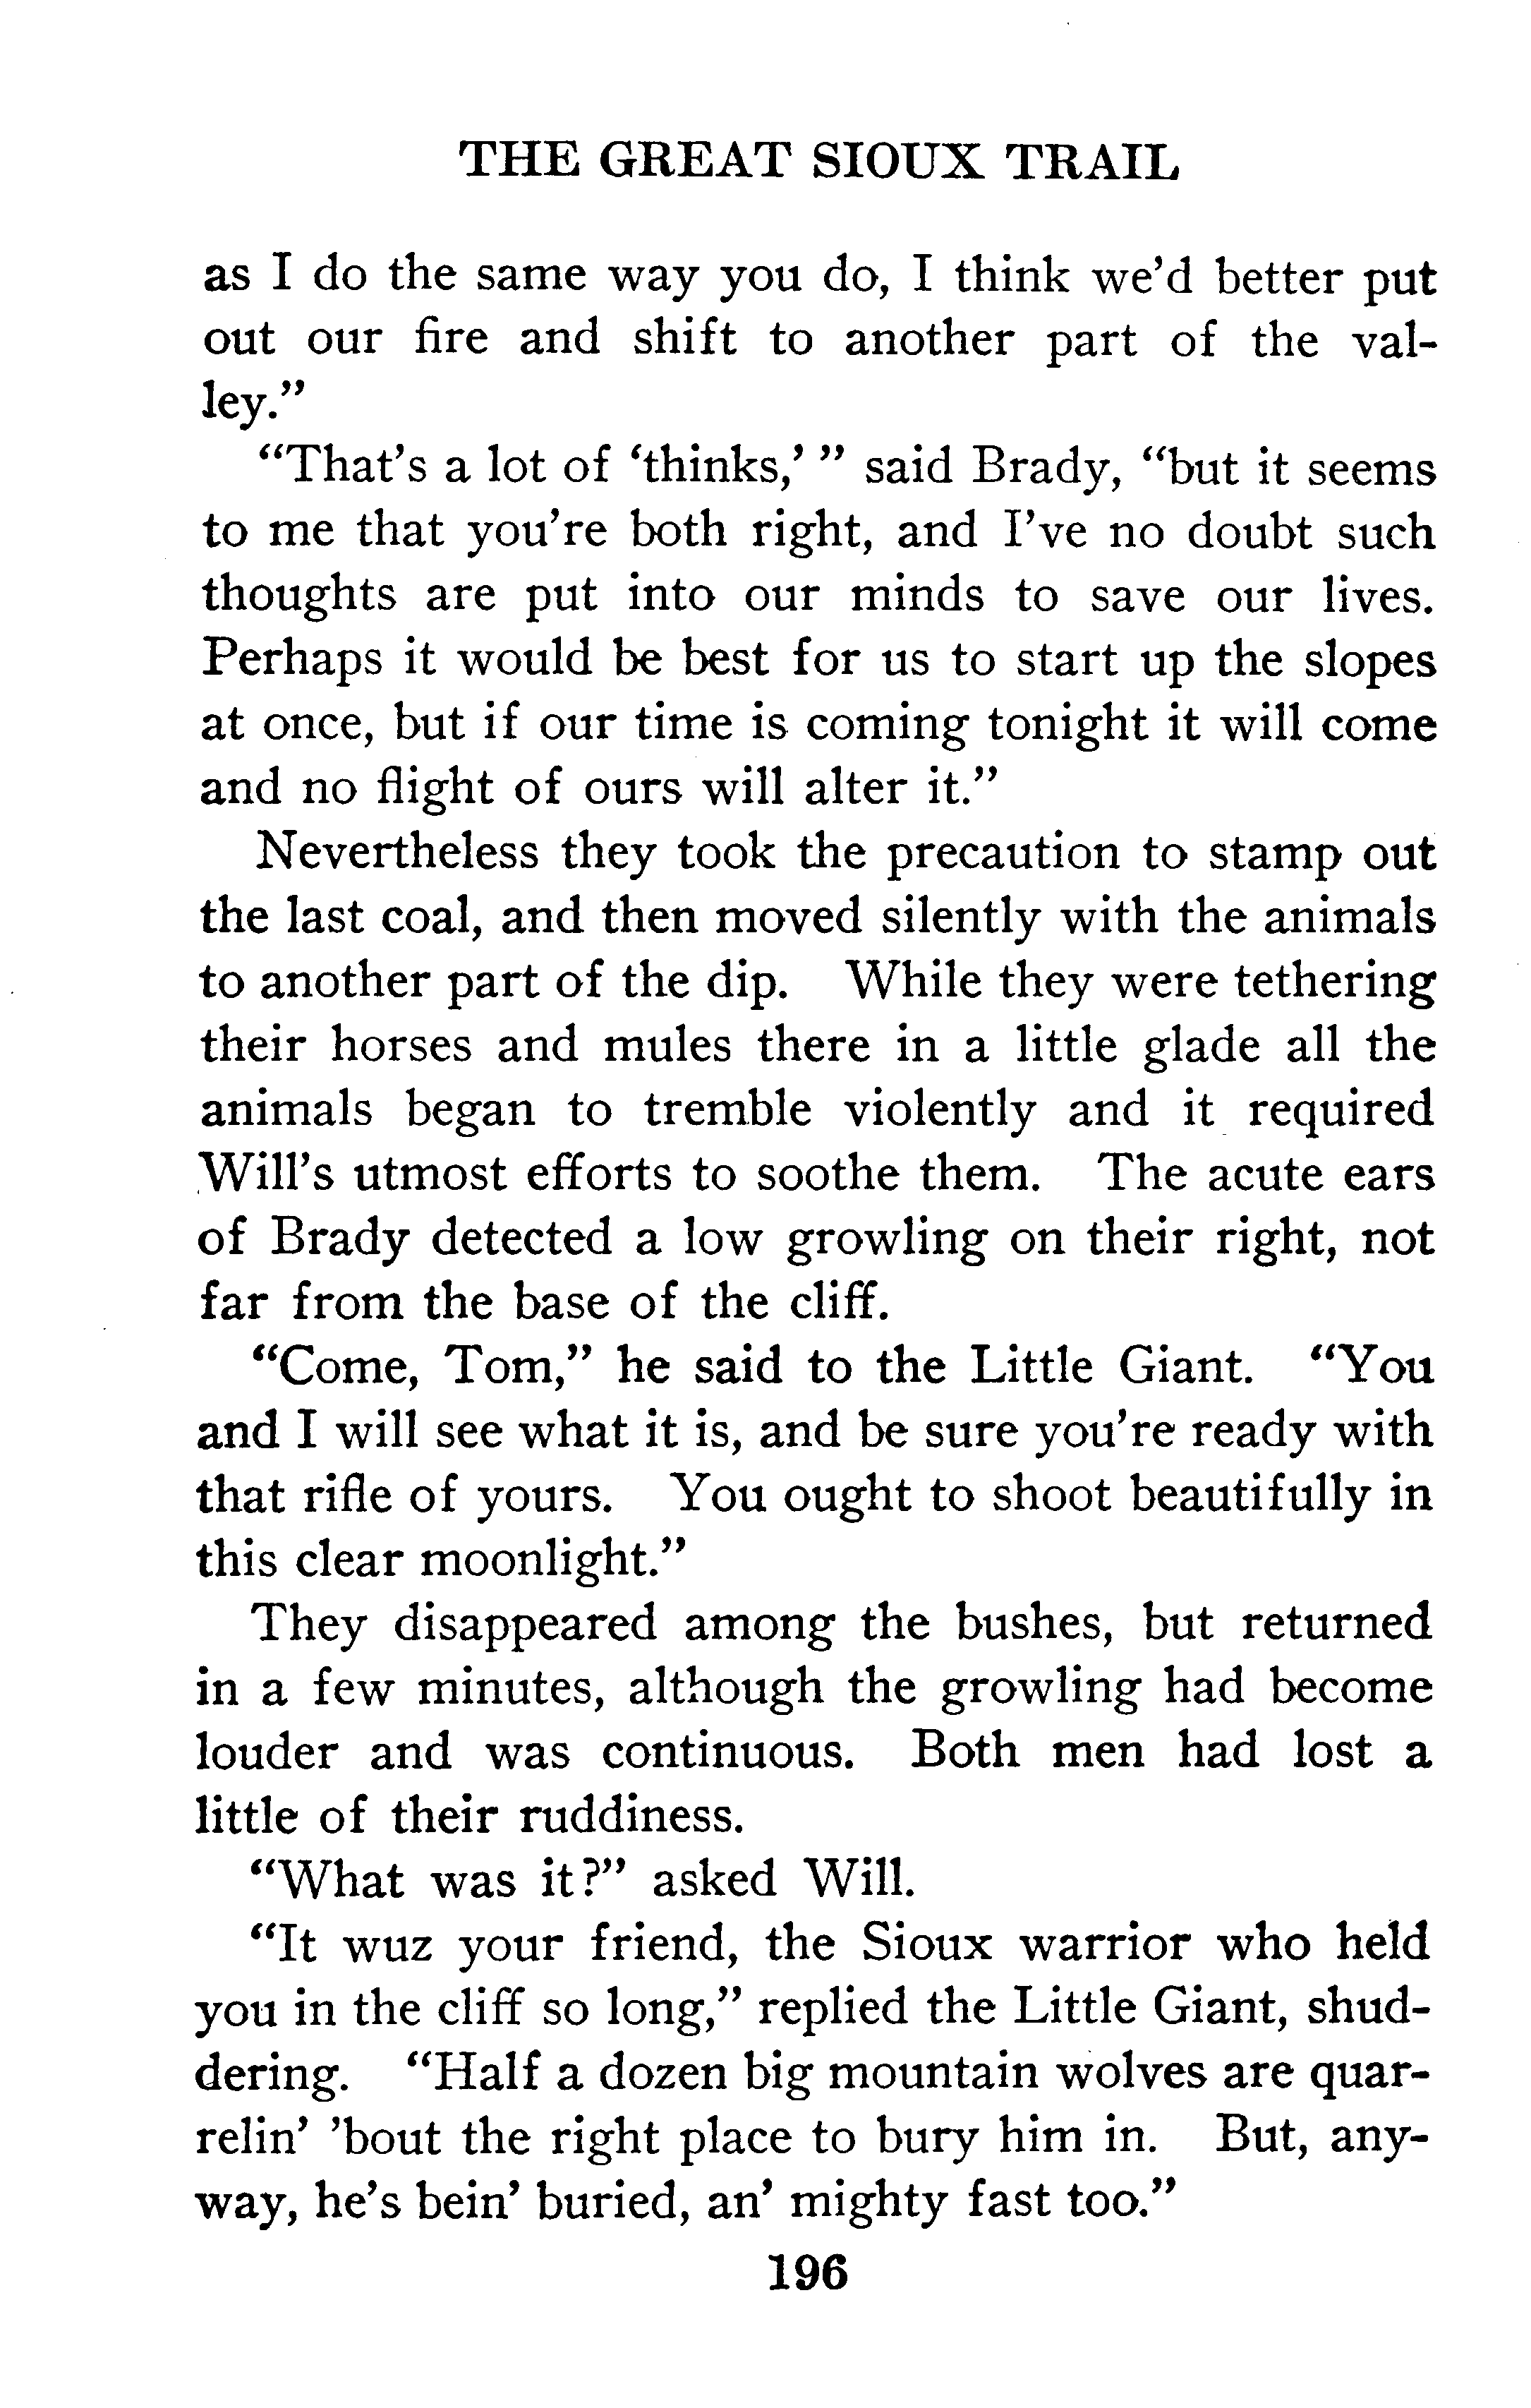 THE GREAT SIOUX TRAIL
as I do the same way you do, I think we'd better put
out our fire and shift to another part of the val-
ley."
"That's a lot of 'thinks,' " said Brady, "but it seems
to me that you're both right, and I've no doubt such
thoughts are put into our minds to save our lives.
Perhaps it would be best for us to start up the slopes
at once, but if our time is coming tonight it will come
and no flight of ours will alter it."
Nevertheless they took the precaution to stamp out
the last coal, and then moved silently with the animals
to another part of the dip. While they were tethering
their horses and mules there in a little glade all the
animals began to tremble violently and it required
Will's utmost efforts to soothe them. The acute ears
of Brady detected a low growling on their right, not
far from the base of the cliff.
"Come, Tom," he said to the Little Giant. "You
and I will see what it is, and be sure you're ready with
that rifle of yours. You ought to shoot beautifully in
this clear moonlight."
They disappeared among the bushes, but returned
in a few minutes, although the growling had become
louder and was continuous. Both men had lost a
little of their ruddiness.
"What was it?" asked Will.
"It wuz your friend, the Sioux warrior who held
you in the cliff so long," replied the Little Giant, shud-
dering. "Half a dozen big mountain wolves are quar-
relin' 'bout the right place to bury him in. But, any-
way, he's bein' buried, an' mighty fast too."
196